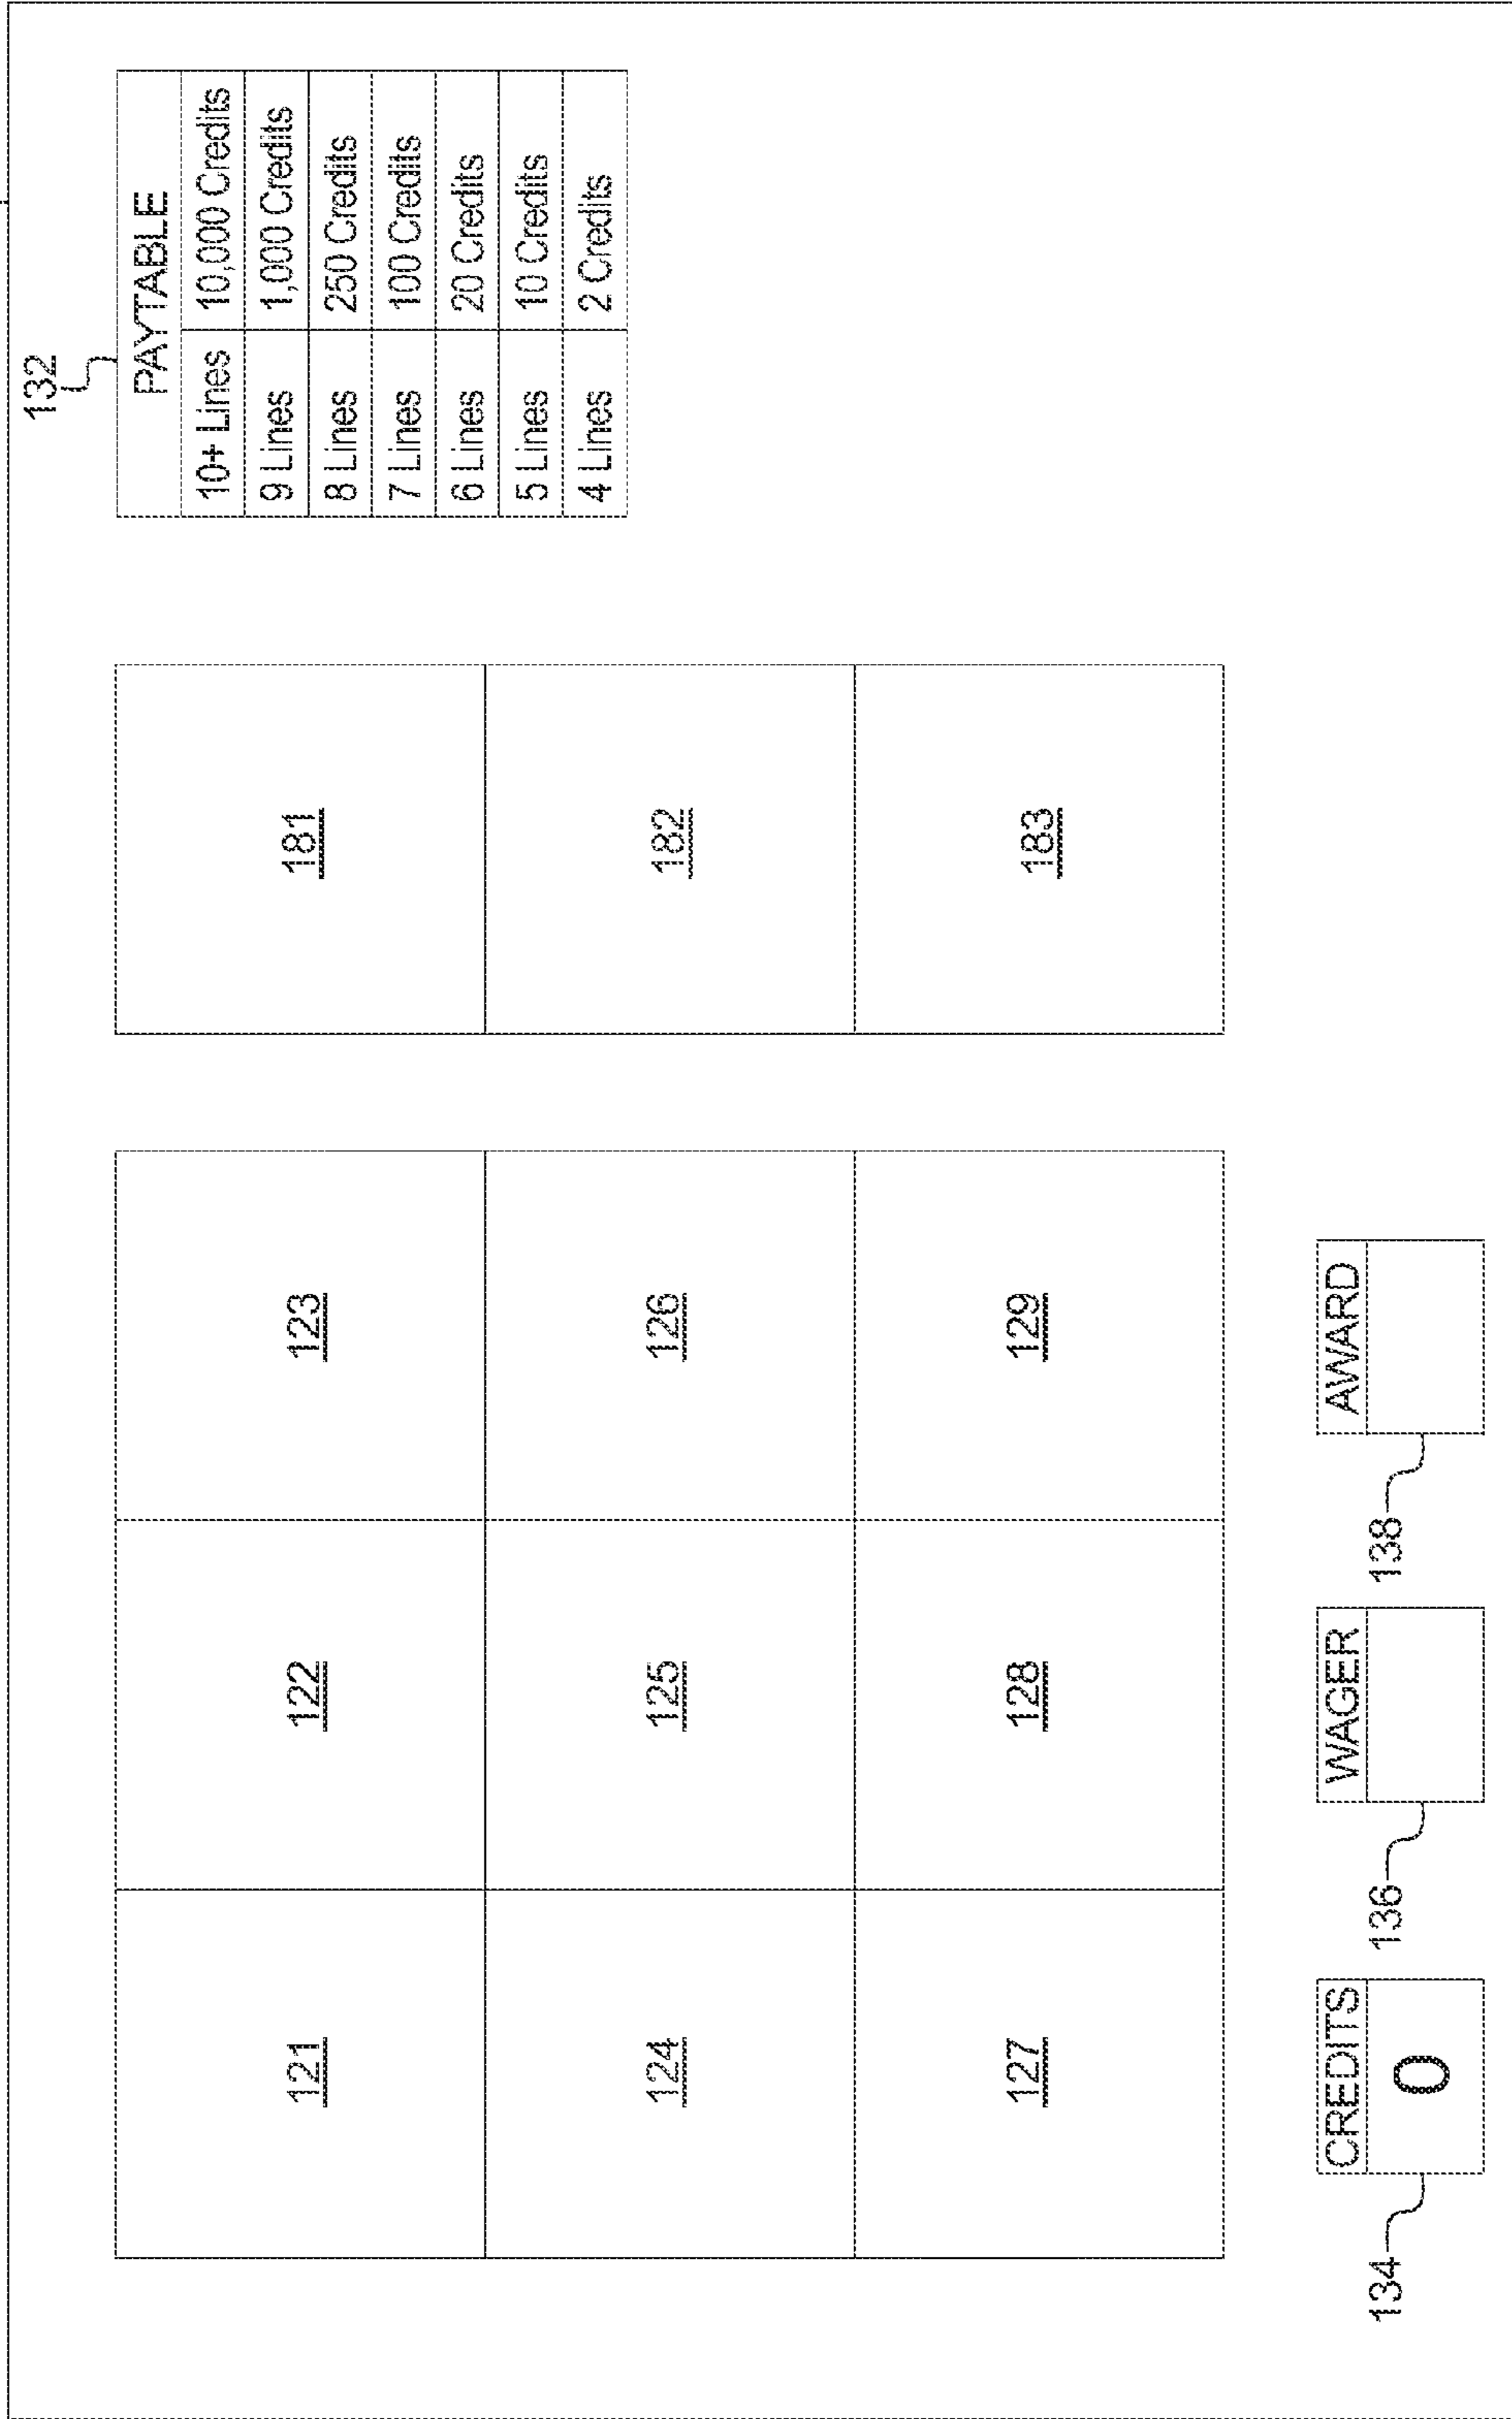 132
PAYTABLE
10+ Lines 10,000 Credits
9 Lines 1,000 Credits
8 Lines 250 Credits
7 Lines 100 Credits
6 Lines 20 Credits
5 Lines 10 Credits
4 Lines 2 Credits
121 122 123 181
124 125 126 182
127 128 129 183
CREDITS WAGER AWARD
134 0 136 138